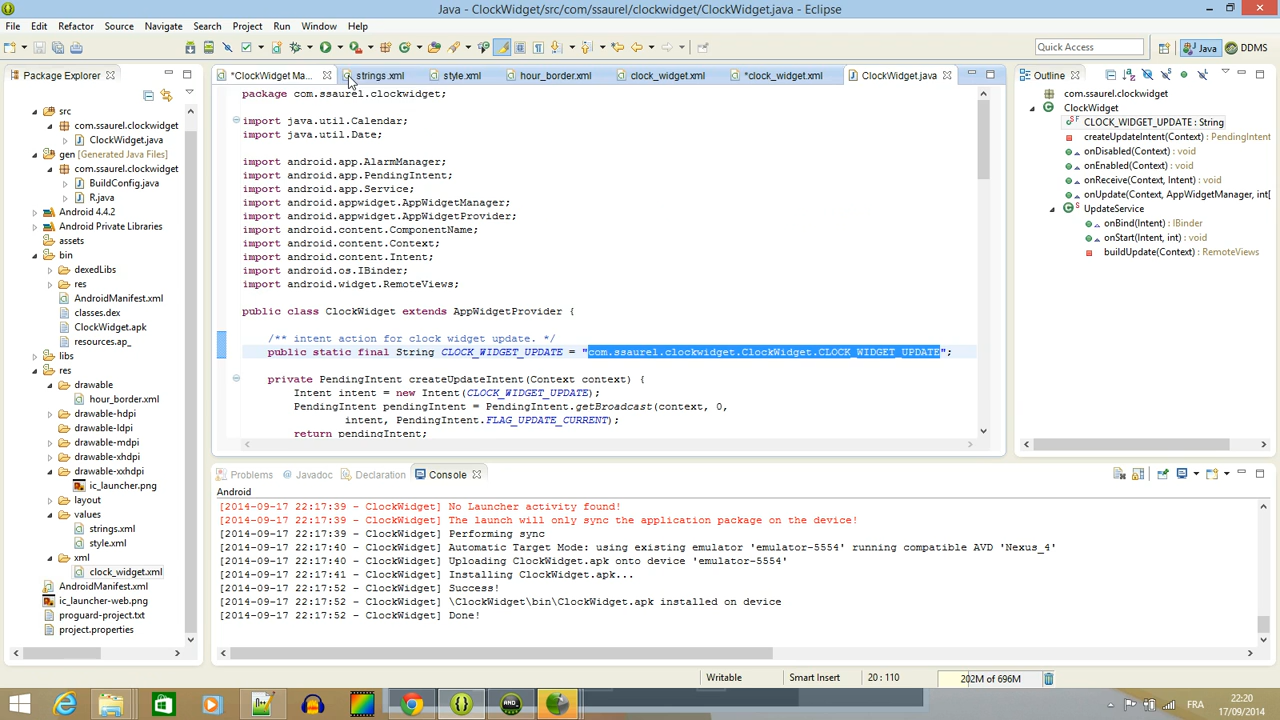 Java - ClockWidget/src/com/ssaurel/clockwidget/ClockWidget.java - Eclipse
File Edit Source Refactor Navigate Search Project Run Window Help
Quick Access
Java
DDMS
Package Explorer
src
com.ssaurel.clockwidget
ClockWidget.java
gen [Generated Java Files]
com.ssaurel.clockwidget
BuildConfig.java
R.java
Android 4.4.2
Android Private Libraries
assets
bin
dexedLibs
res
AndroidManifest.xml
classes.dex
ClockWidget.apk
resources.ap_
libs
res
drawable
hour_border.xml
drawable-hdpi
drawable-ldpi
drawable-mdpi
drawable-xhdpi
drawable-xxhdpi
ic_launcher.png
layout
values
strings.xml
style.xml
xml
clock_widget.xml
AndroidManifest.xml
ic_launcher-web.png
proguard-project.txt
project.properties
*ClockWidget Ma... strings.xml style.xml hour_border.xml clock_widget.xml *clock_widget.xml ClockWidget.java
package com.ssaurel.clockwidget;
import java.util.Calendar;
import java.util.Date;
import android.app.AlarmManager;
import android.app.PendingIntent;
import android.app.Service;
import android.appwidget.AppWidgetManager;
import android.appwidget.AppWidgetProvider;
import android.content.ComponentName;
import android.content.Context;
import android.content.Intent;
import android.os.IBinder;
import android.widget.RemoteViews;
public class ClockWidget extends AppWidgetProvider {
/** intent action for clock widget update. */
public static final String CLOCK_WIDGET_UPDATE = "com.ssaurel.clockwidget.ClockWidget.CLOCK_WIDGET_UPDATE";
private PendingIntent createUpdateIntent(Context context) {
Intent intent = new Intent(CLOCK_WIDGET_UPDATE);
PendingIntent pendingIntent = PendingIntent.getBroadcast(context, 0,
intent, PendingIntent.FLAG_UPDATE_CURRENT);
return pendingIntent;
Outline
com.ssaurel.clockwidget
ClockWidget
CLOCK_WIDGET_UPDATE : String
createUpdateIntent(Context) : PendingIntent
onDisabled(Context) : void
onEnabled(Context) : void
onReceive(Context, Intent) : void
onUpdate(Context, AppWidgetManager, int[
UpdateService
onBind(Intent) : IBinder
onStart(Intent, int) : void
buildUpdate(Context) : RemoteViews
Problems Javadoc Declaration Console
Android
[2014-09-17 22:17:39 - ClockWidget] No Launcher activity found!
[2014-09-17 22:17:39 - ClockWidget] The launch will only sync the application package on the device!
[2014-09-17 22:17:39 - ClockWidget] Performing sync
[2014-09-17 22:17:40 - ClockWidget] Automatic Target Mode: using existing emulator 'emulator-5554' running compatible AVD 'Nexus_4'
[2014-09-17 22:17:40 - ClockWidget] Uploading ClockWidget.apk onto device 'emulator-5554'
[2014-09-17 22:17:41 - ClockWidget] Installing ClockWidget.apk...
[2014-09-17 22:17:52 - ClockWidget] Success!
[2014-09-17 22:17:52 - ClockWidget] \ClockWidget\bin\ClockWidget.apk installed on device
[2014-09-17 22:17:52 - ClockWidget] Done!
Writable
Smart Insert
20 : 110
202M of 696M
FRA
22:20
17/09/2014